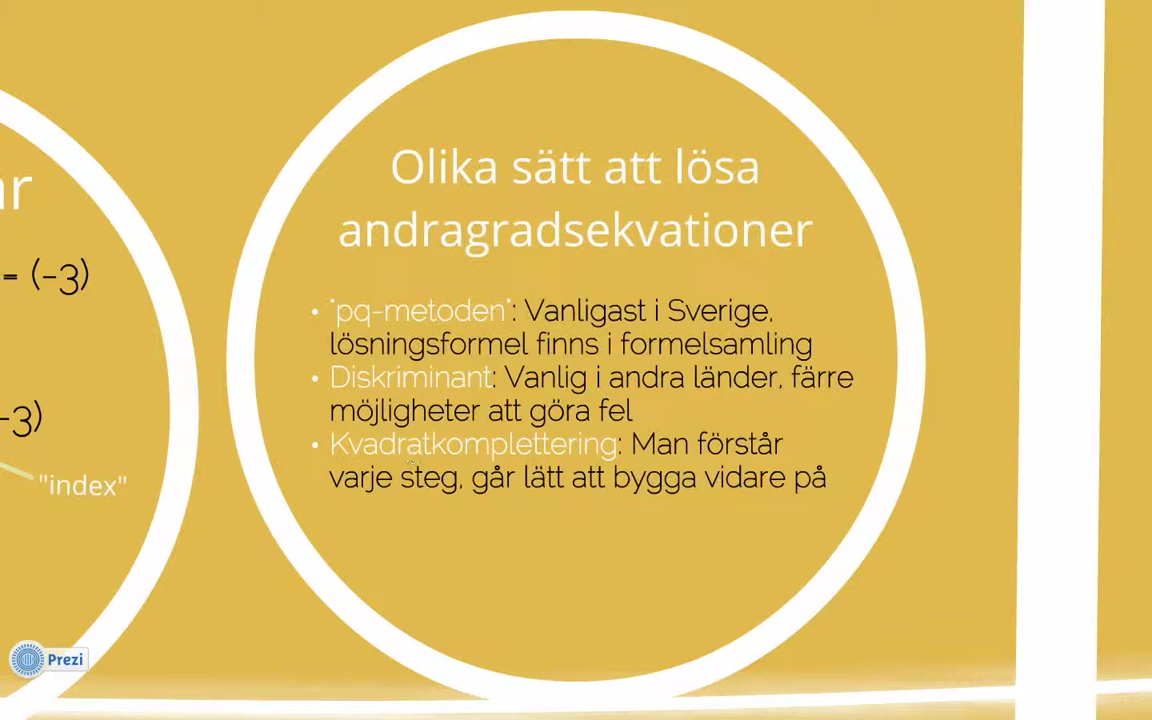 Olika sätt att lösa
andragradsekvationer
• "pq-metoden": Vanligast i Sverige,
lösningsformel finns i formelsamling
• Diskriminant: Vanlig i andra länder, färre
möjligheter att göra fel
• Kvadratkomplettering: Man förstår
varje steg, går lätt att bygga vidare på
= (-3)
-3)
"index"
Prezi